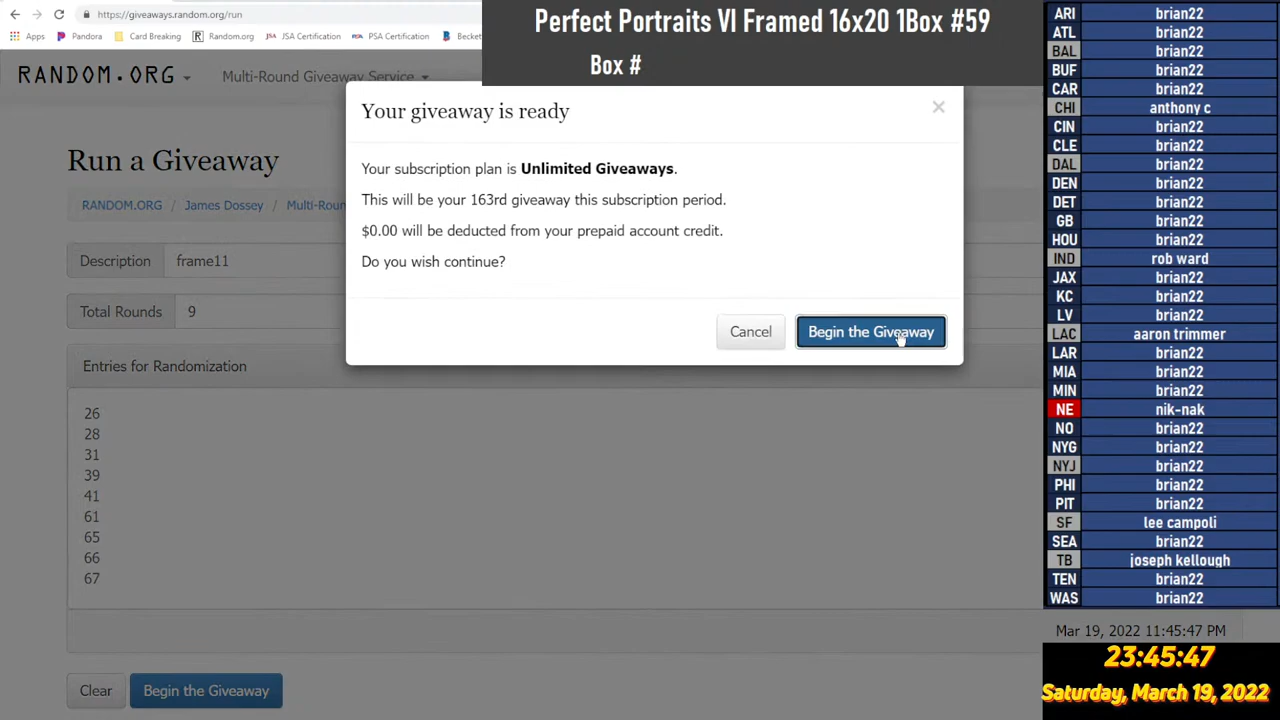 https://giveaways.random.org/run
Perfect Portraits VI Framed 16x20 1Box #59
Box #
Apps
Pandora
Card Breaking
Random.org
JSA Certification
PSA Certification
Becket
RANDOM.ORG
Multi-Round Giveaway Service
Your giveaway is ready
×
Your subscription plan is Unlimited Giveaways.
This will be your 163rd giveaway this subscription period.
$0.00 will be deducted from your prepaid account credit.
Do you wish continue?
Cancel
Begin the Giveaway
Run a Giveaway
RANDOM.ORG / James Dossey / Multi-Roun
Description frame11
Total Rounds 9
Entries for Randomization
26
28
31
39
41
61
65
66
67
Clear
Begin the Giveaway
ARI brian22
ATL brian22
BAL brian22
BUF brian22
CAR brian22
CHI anthony c
CIN brian22
CLE brian22
DAL brian22
DEN brian22
DET brian22
GB brian22
HOU brian22
IND rob ward
JAX brian22
KC brian22
LV brian22
LAC aaron trimmer
LAR brian22
MIA brian22
MIN brian22
NE nik-nak
NO brian22
NYG brian22
NYJ brian22
PHI brian22
PIT brian22
SF lee campoli
SEA brian22
TB joseph kellough
TEN brian22
WAS brian22
Mar 19, 2022 11:45:47 PM
23:45:47
Saturday, March 19, 2022